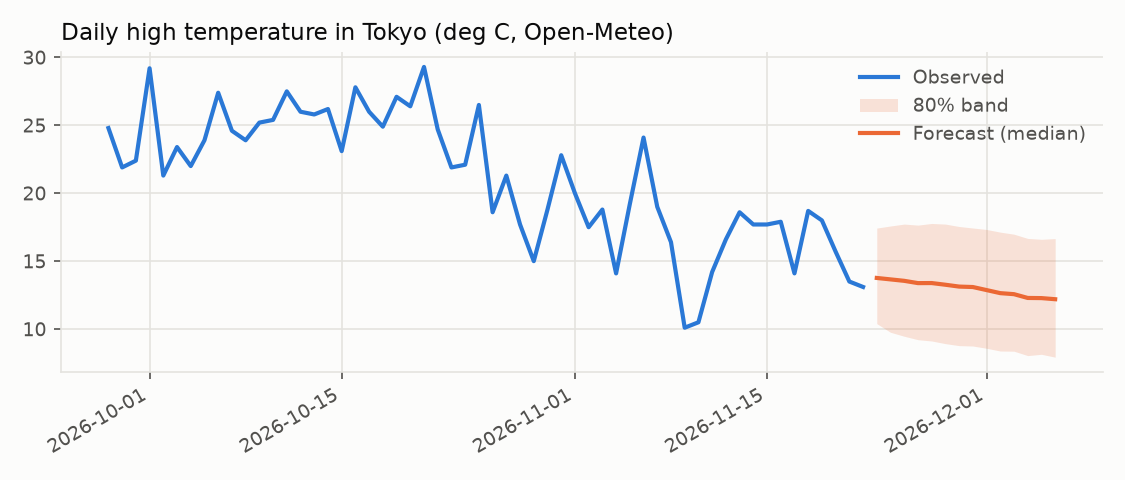 Daily high temperature in Tokyo (deg C, Open-Meteo)
30
25
20
15
10
Observed
80% band
Forecast (median)
2026-10-01
2026-10-15
2026-11-01
2026-11-15
2026-12-01